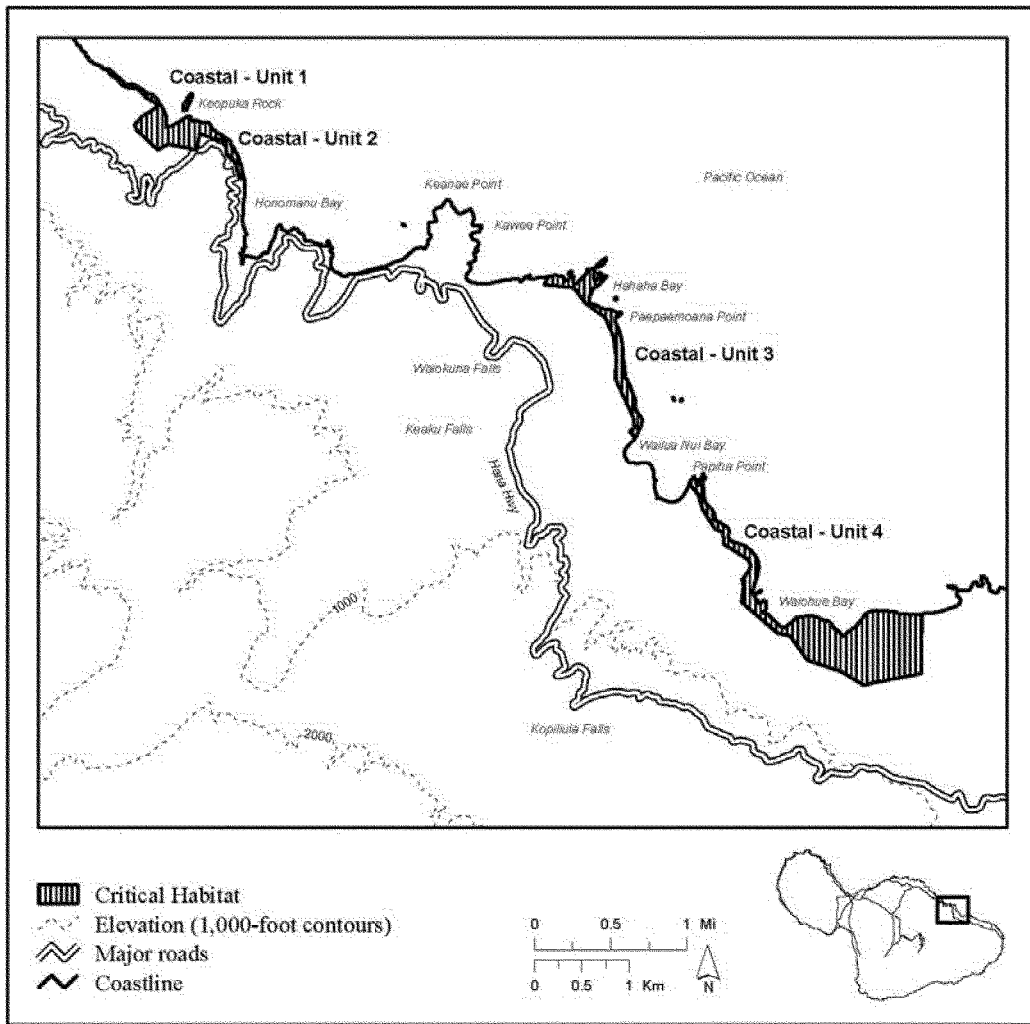 Coastal - Unit 1
Keopuka Rock
Coastal - Unit 2
Keanae Point
Pacific Ocean
Honomanu Bay
Kawee Point
Hahaha Bay
Paepaemoana Point
Coastal - Unit 3
Waiokuna Falls
Keaku Falls
Wailua Nui Bay
Papiha Point
Hana Hwy
Coastal - Unit 4
1000
Waiohue Bay
2000
Kopiliula Falls
Critical Habitat
Elevation (1,000-foot contours)
Major roads
Coastline
0 0.5 1 Mi
0 0.5 1 Km
N